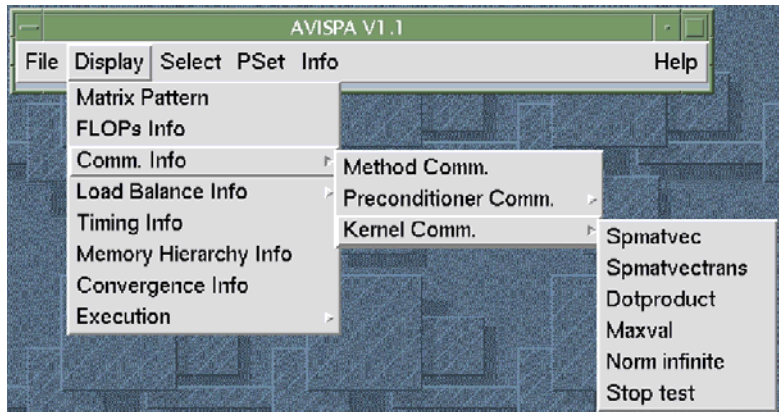 AVISPA V1.1
File Display Select PSet Info Help
Matrix Pattern
FLOPs Info
Comm. Info
Load Balance Info
Timing Info
Memory Hierarchy Info
Convergence Info
Execution
Method Comm.
Preconditioner Comm.
Kernel Comm.
Spmatvec
Spmatvectrans
Dotproduct
Maxval
Norm infinite
Stop test